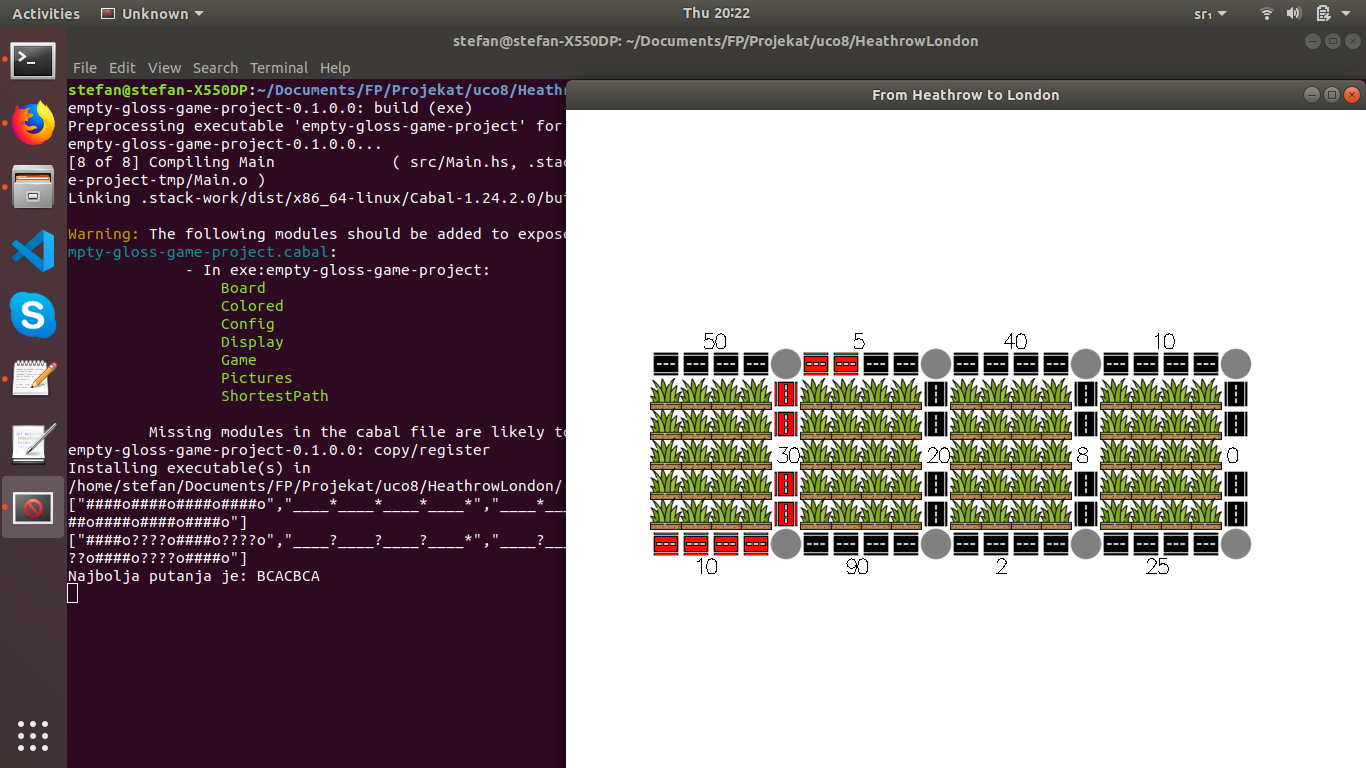 Activities Unknown Thu 20:22 sr₁
stefan@stefan-X550DP: ~/Documents/FP/Projekat/uco8/HeathrowLondon
File Edit View Search Terminal Help
stefan@stefan-X550DP:~/Documents/FP/Projekat/uco8/Heathr
empty-gloss-game-project-0.1.0.0: build (exe)
Preprocessing executable 'empty-gloss-game-project' for
empty-gloss-game-project-0.1.0.0...
[8 of 8] Compiling Main ( src/Main.hs, .stac
e-project-tmp/Main.o )
Linking .stack-work/dist/x86_64-linux/Cabal-1.24.2.0/bui
Warning: The following modules should be added to expose
mpty-gloss-game-project.cabal:
- In exe:empty-gloss-game-project:
Board
Colored
Config
Display
Game
Pictures
ShortestPath
Missing modules in the cabal file are likely to
empty-gloss-game-project-0.1.0.0: copy/register
Installing executable(s) in
/home/stefan/Documents/FP/Projekat/uco8/HeathrowLondon/
["####o####o####o####o","____*____*____*____*","____*___
##o####o####o####o"]
["####o????o####o????o","____?____?____?____*","____?___
??o####o????o####o"]
Najbolja putanja je: BCACBCA
From Heathrow to London
50 5 40 10
30 20 8 0
10 90 2 25